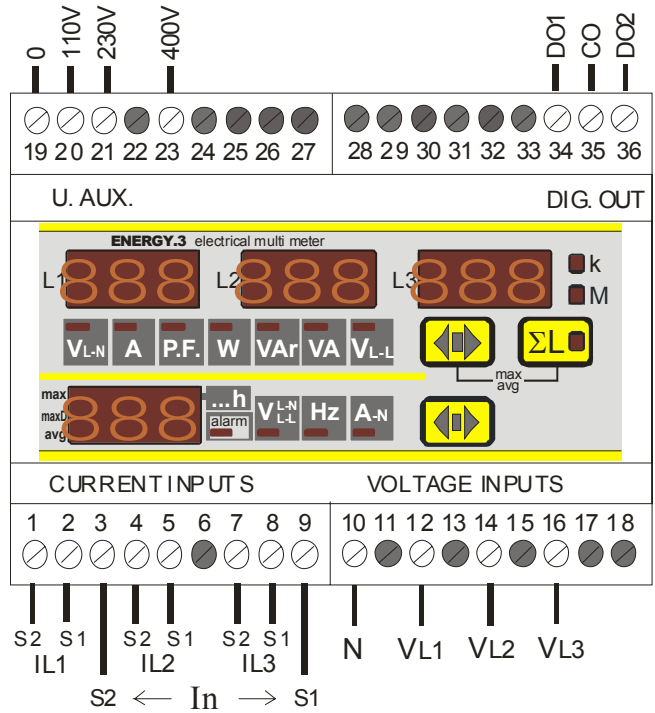 0 110V 230V 400V DO1 CO DO2
19 20 21 22 23 24 25 26 27 28 29 30 31 32 33 34 35 36
U. AUX. DIG. OUT
ENERGY.3 electrical multi meter
L1 888 L2 888 L3 888 k
M
VL-N A P.F. W VAr VA VL-L ΣL
max
avg
max
maxD
avg
888 ...h
alarm
V L-N L-L Hz A-N
CURRENT INPUTS VOLTAGE INPUTS
1 2 3 4 5 6 7 8 9 10 11 12 13 14 15 16 17 18
S2 S1 S2 S1 S2 S1 N VL1 VL2 VL3
IL1 IL2 IL3
S2 ← In → S1